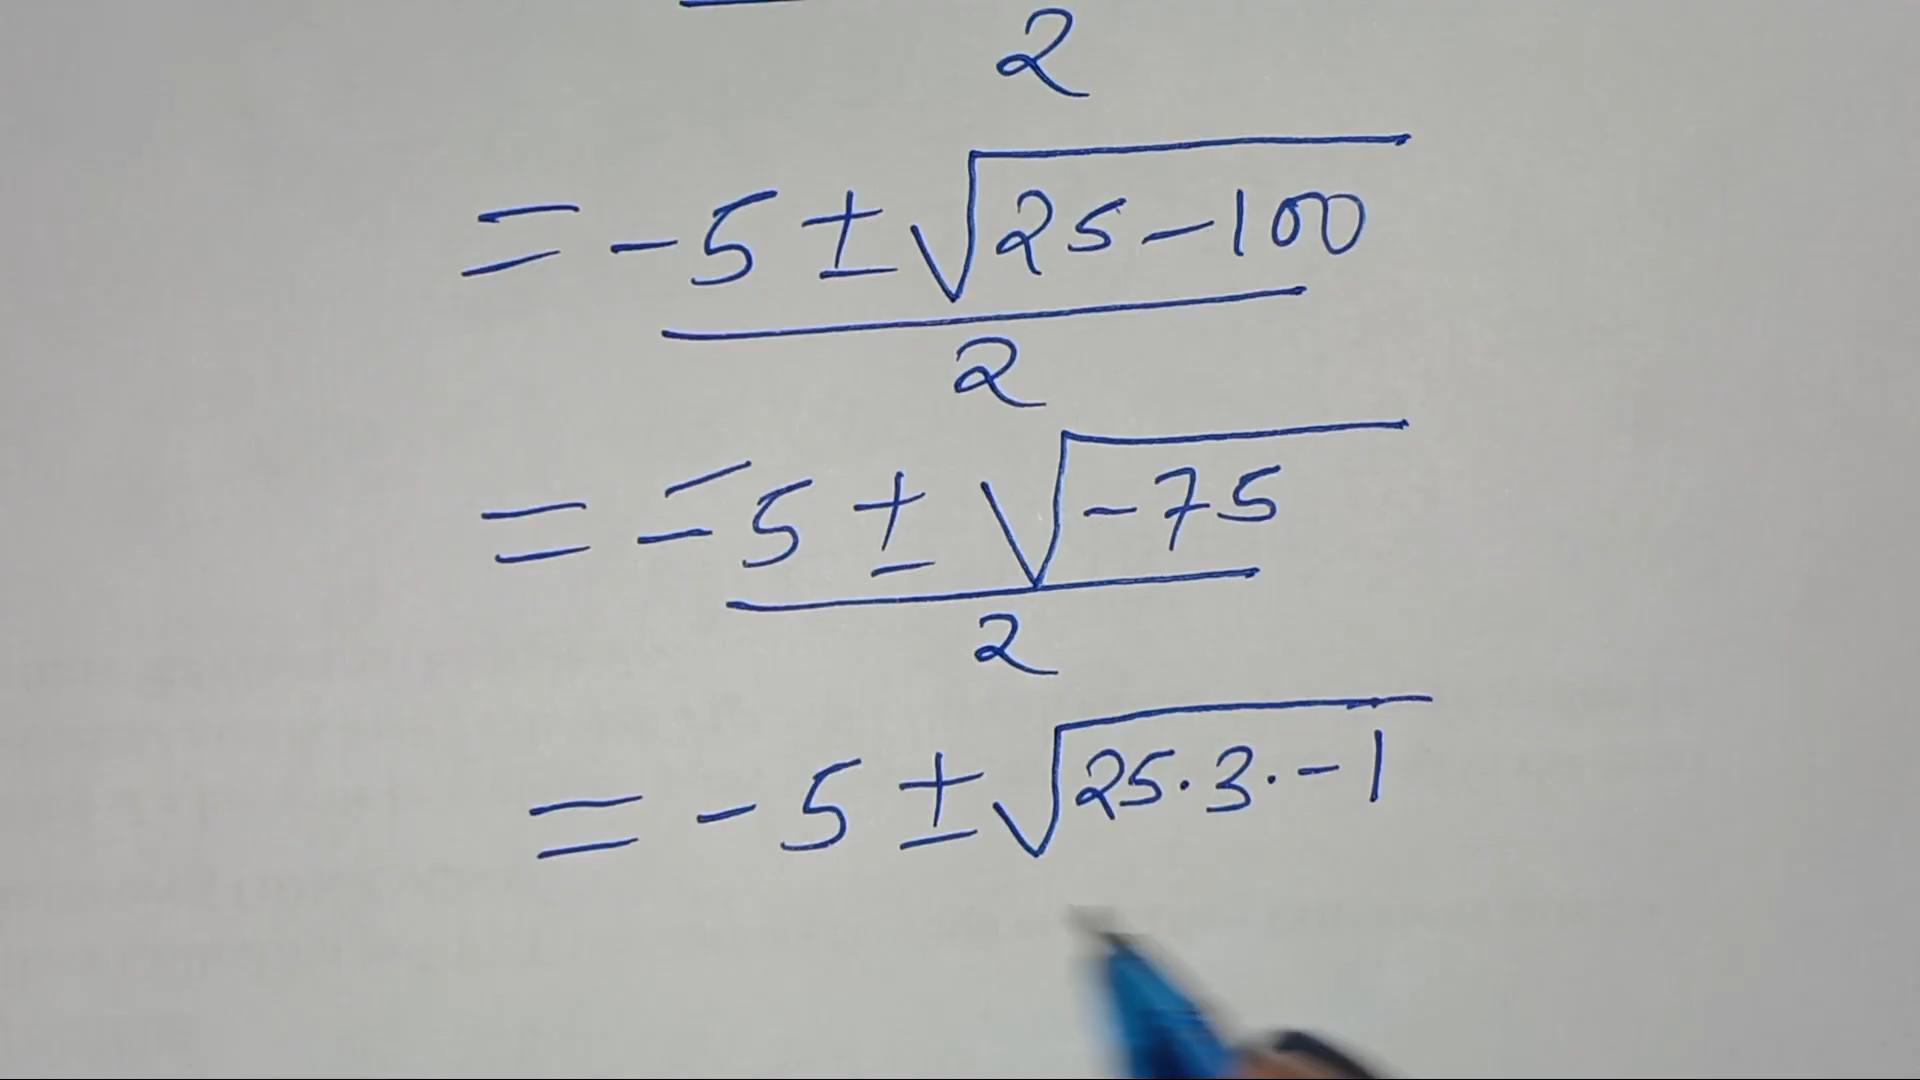 2
= -5 ± √25-100
2
= -5 ± √-75
2
= -5 ± √25·3·-1